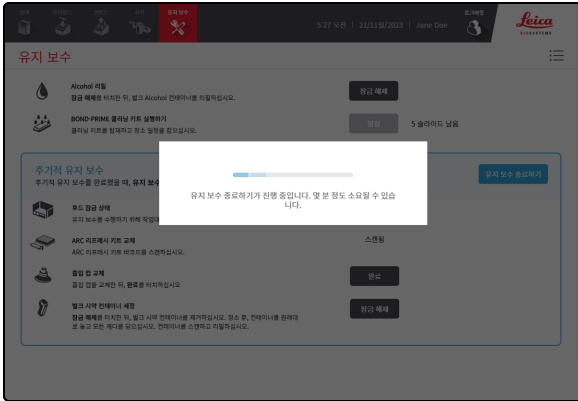 유지 보수
로그아웃
5:27 오전 | 21/11월/2023 | Jane Doe
Leica
BIOSYSTEMS
유지 보수
Alcohol 리필
잠금 해제를 터치한 뒤, 벌크 Alcohol 컨테이너를 리필하십시오.
잠금 해제
BOND-PRIME 클리닝 키트 실행하기
클리닝 키트를 탑재하고 청소 일정을 잡으십시오.
5 슬라이드 남음
주기적 유지 보수
주기적 유지 보수를 완료했을 때, 유지 보수
유지 보수 종료하기
유지 보수 종료하기가 진행 중입니다. 몇 분 정도 소요될 수 있습
니다.
후드 잠금 상태
유지 보수를 수행하기 위해 작업대
ARC 리프레시 키트 교체
ARC 리프레시 키트 바코드를 스캔하십시오.
스캔됨
흡입 컵 교체
흡입 컵을 교체한 뒤, 완료를 터치하십시오
완료
벌크 시약 컨테이너 세정
잠금 해제를 터치한 뒤, 벌크 시약 컨테이너를 제거하십시오. 청소 후, 컨테이너를 원래대
로 놓고 모든 캐디를 닫으십시오. 컨테이너를 스캔하고 리필하십시오.
잠금 해제